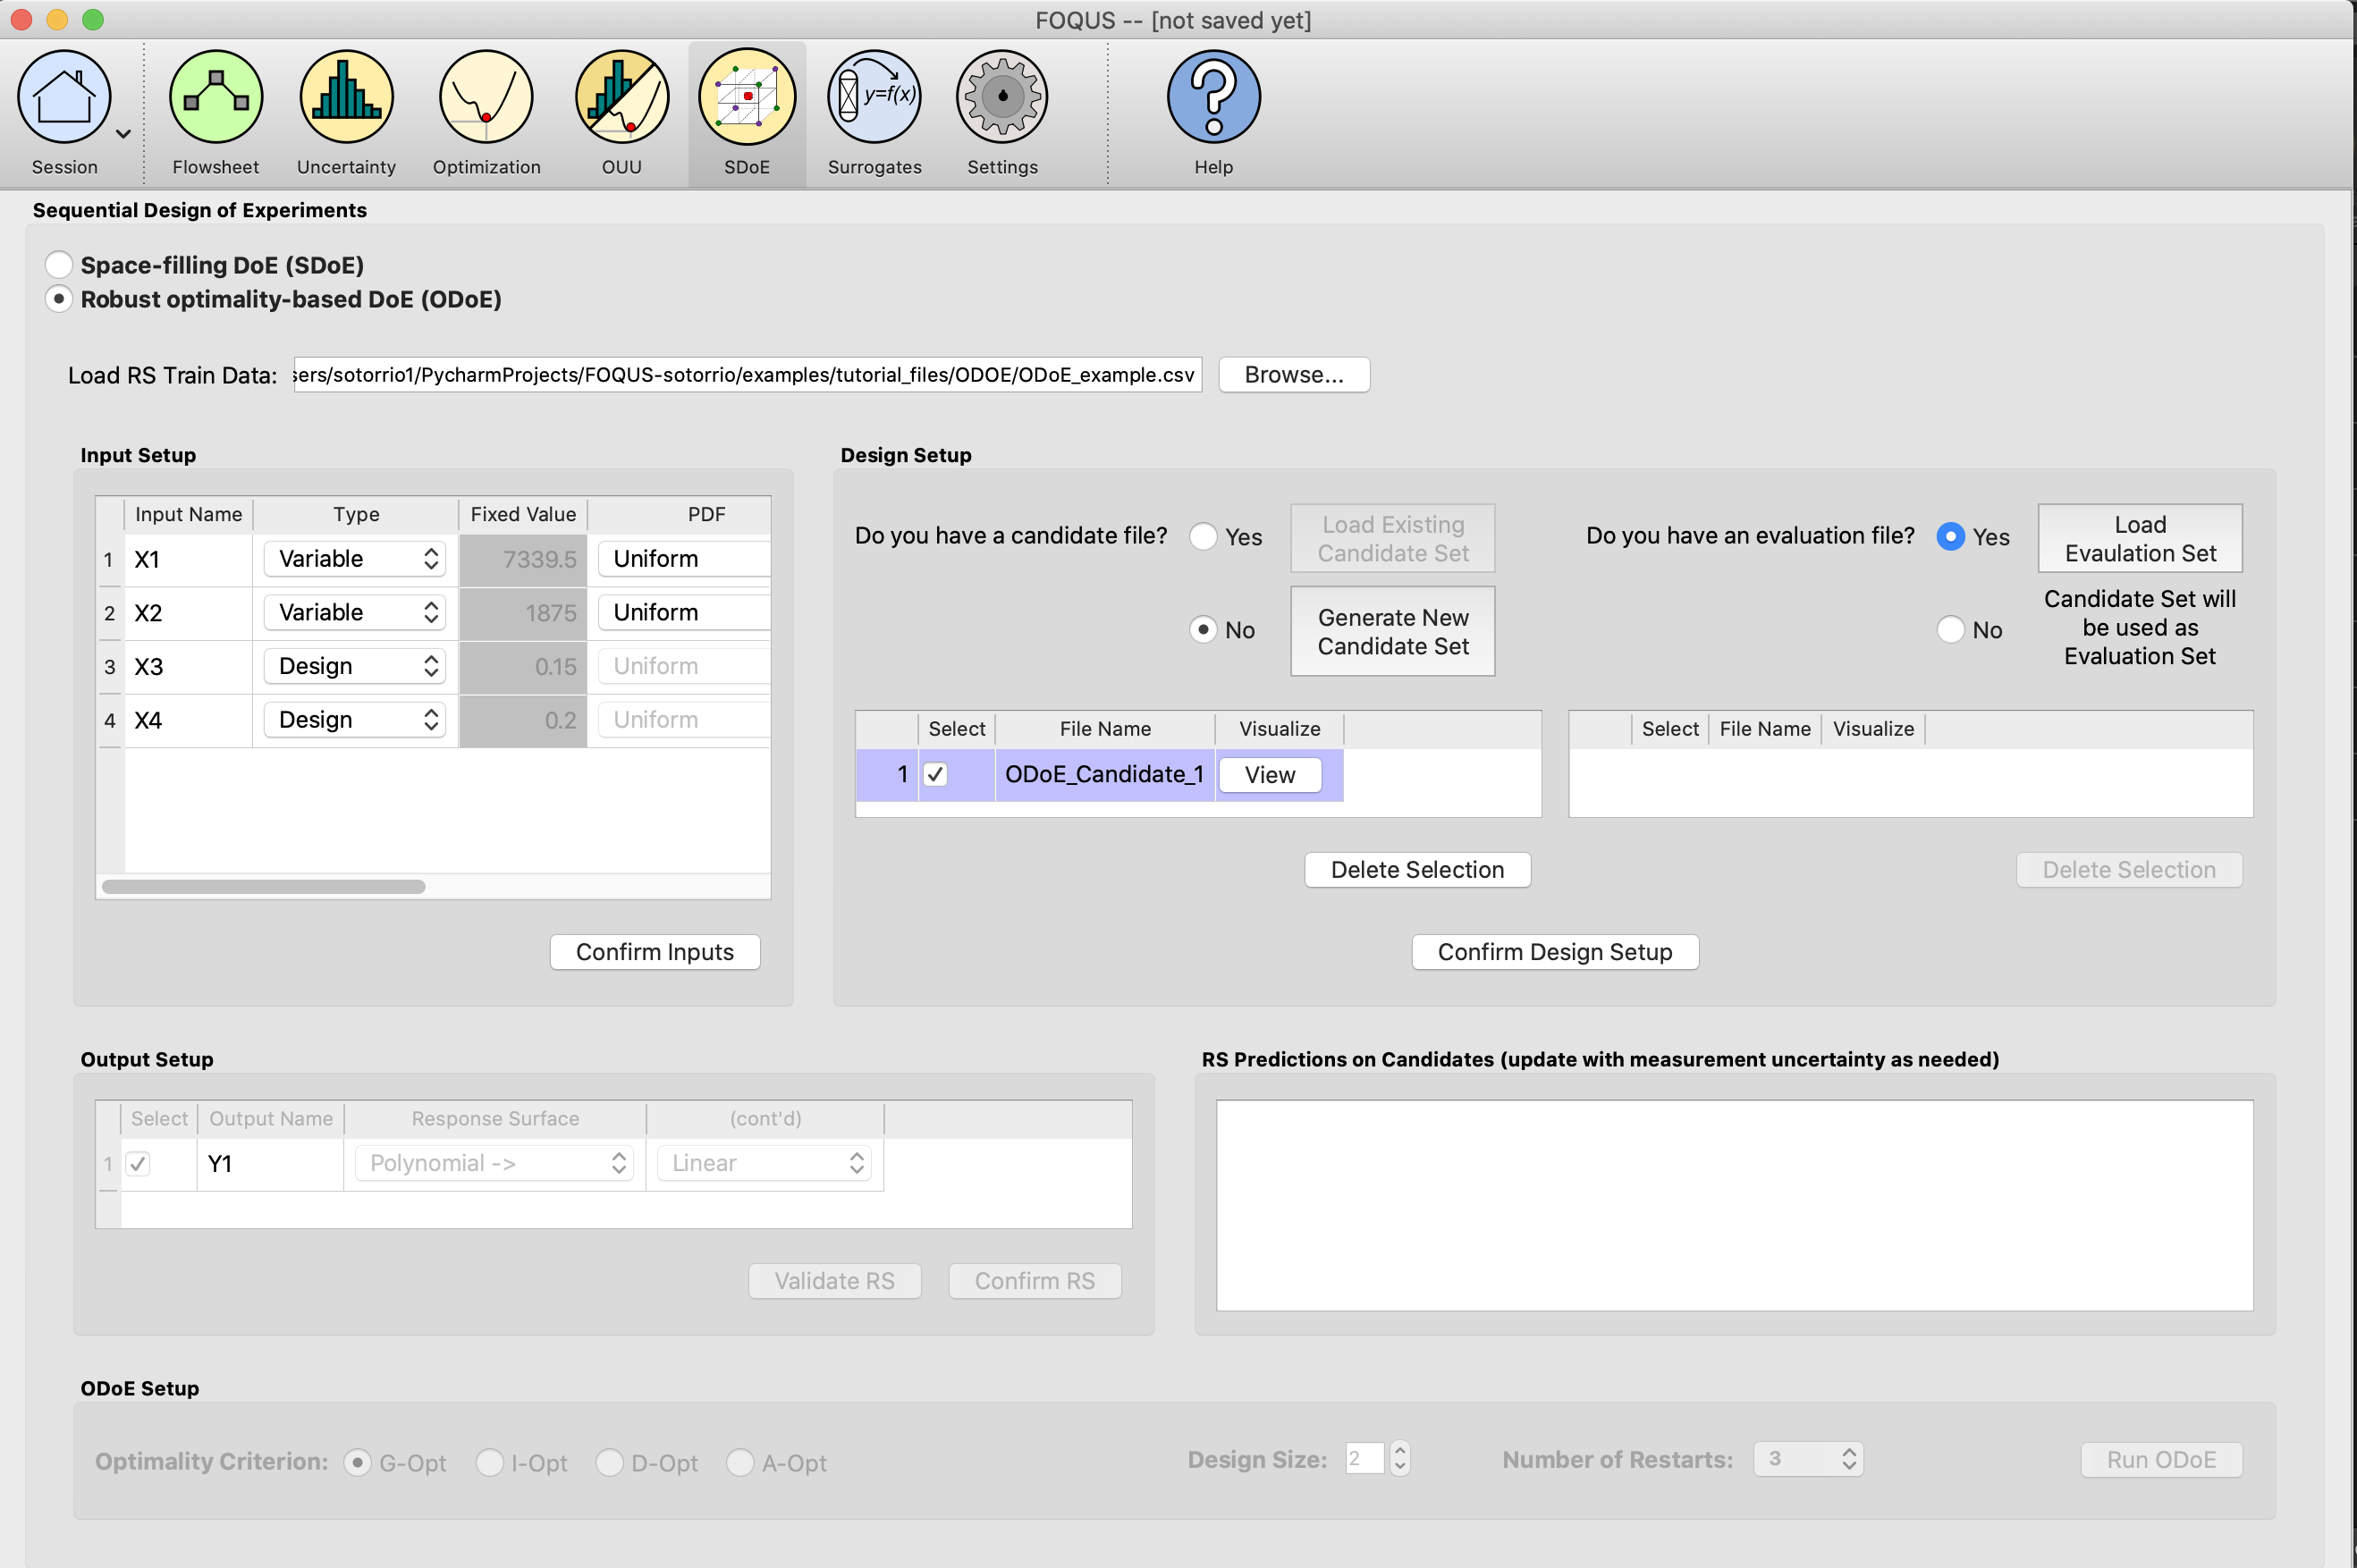 FOQUS -- [not saved yet]
y=f(x)
Session
Flowsheet
Uncertainty
Optimization
OUU
SDoE
Surrogates
Settings
Help
Sequential Design of Experiments
Space-filling DoE (SDoE)
Robust optimality-based DoE (ODoE)
Load RS Train Data: sers/sotorrio1/PycharmProjects/FOQUS-sotorrio/examples/tutorial_files/ODOE/ODoE_example.csv Browse...
Input Setup
Input Name Type Fixed Value PDF
1 X1 Variable 7339.5 Uniform
2 X2 Variable 1875 Uniform
3 X3 Design 0.15 Uniform
4 X4 Design 0.2 Uniform
Confirm Inputs
Design Setup
Do you have a candidate file? Yes
Load Existing
Candidate Set
No
Generate New
Candidate Set
Do you have an evaluation file? Yes
Load
Evaulation Set
No
Candidate Set will
be used as
Evaluation Set
Select File Name Visualize
1 ODoE_Candidate_1 View
Delete Selection
Select File Name Visualize
Delete Selection
Confirm Design Setup
Output Setup
Select Output Name Response Surface (cont'd)
1 Y1 Polynomial -> Linear
Validate RS Confirm RS
RS Predictions on Candidates (update with measurement uncertainty as needed)
ODoE Setup
Optimality Criterion: G-Opt I-Opt D-Opt A-Opt Design Size: 2 Number of Restarts: 3 Run ODoE